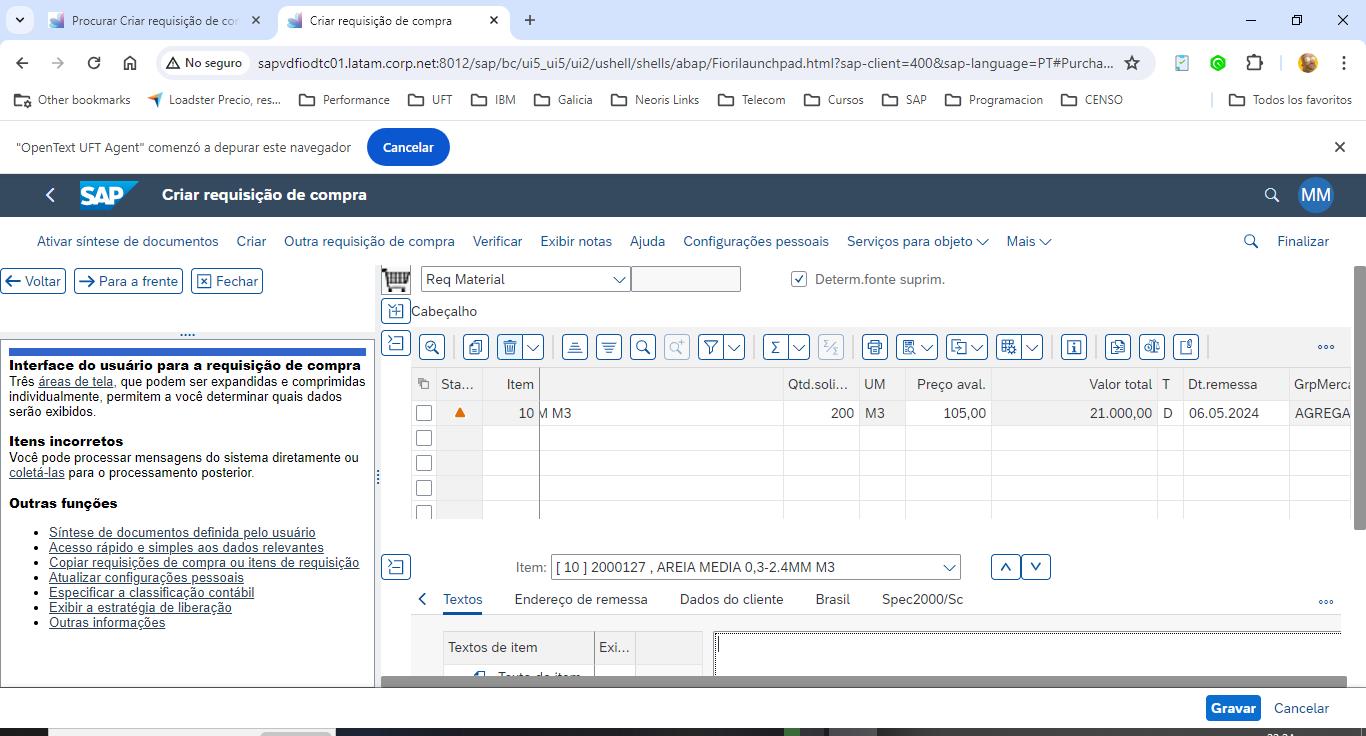 Procurar Criar requisição de cor
Criar requisição de compra
No seguro
sapvdfiodtc01.latam.corp.net:8012/sap/bc/ui5_ui5/ui2/ushell/shells/abap/Fiorilaunchpad.html?sap-client=400&sap-language=PT#Purcha...
Other bookmarks
Loadster Precio, res...
Performance
UFT
IBM
Galicia
Neoris Links
Telecom
Cursos
SAP
Programacion
CENSO
Todos los favoritos
"OpenText UFT Agent" comenzó a depurar este navegador
Cancelar
SAP
Criar requisição de compra
MM
Ativar síntese de documentos
Criar
Outra requisição de compra
Verificar
Exibir notas
Ajuda
Configurações pessoais
Serviços para objeto
Mais
Finalizar
Voltar
Para a frente
Fechar
Req Material
Determ.fonte suprim.
Cabeçalho
Interface do usuário para a requisição de compra
Três áreas de tela, que podem ser expandidas e comprimidas
individualmente, permitem a você determinar quais dados
serão exibidos.
Itens incorretos
Você pode processar mensagens do sistema diretamente ou
coletá-las para o processamento posterior.
Outras funções
Síntese de documentos definida pelo usuário
Acesso rápido e simples aos dados relevantes
Copiar requisições de compra ou itens de requisição
Atualizar configurações pessoais
Especificar a classificação contábil
Exibir a estratégia de liberação
Outras informações
Sta... Item Qtd.soli... UM Preço aval. Valor total T Dt.remessa GrpMerca
10 M M3 200 M3 105,00 21.000,00 D 06.05.2024 AGREGA
Item: [ 10 ] 2000127 , AREIA MEDIA 0,3-2.4MM M3
Textos
Endereço de remessa
Dados do cliente
Brasil
Spec2000/Sc
Textos de item
Exi...
Texto de item
Gravar
Cancelar